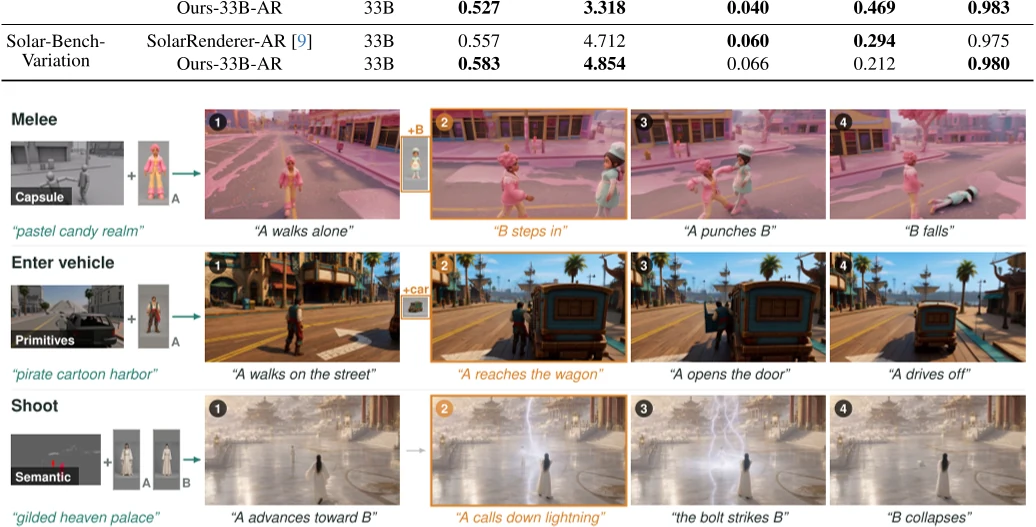 Ours-33B-AR 33B 0.527 3.318 0.040 0.469 0.983
Solar-Bench-
Variation
SolarRenderer-AR [9] 33B 0.557 4.712 0.060 0.294 0.975
Ours-33B-AR 33B 0.583 4.854 0.066 0.212 0.980
Melee
Capsule
+
A
1
+B
2
3
4
"pastel candy realm"
"A walks alone"
"B steps in"
"A punches B"
"B falls"
Enter vehicle
Primitives
+
A
1
+car
2
3
4
"pirate cartoon harbor"
"A walks on the street"
"A reaches the wagon"
"A opens the door"
"A drives off"
Shoot
Semantic
+
A
B
1
2
3
4
"gilded heaven palace"
"A advances toward B"
"A calls down lightning"
"the bolt strikes B"
"B collapses"